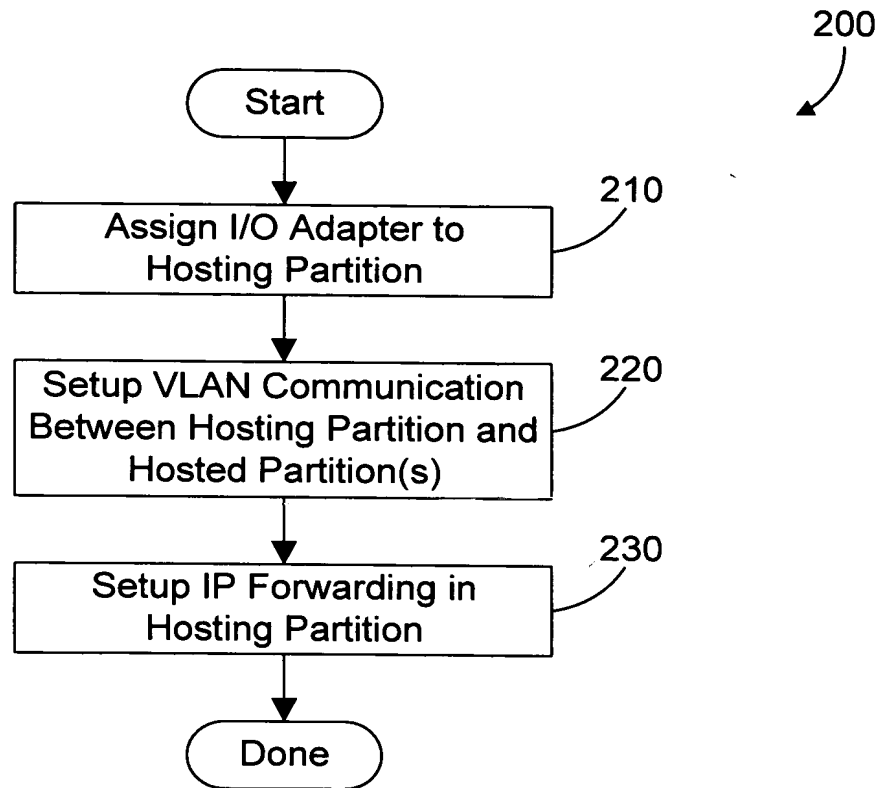 200
Start
210
Assign I/O Adapter to
Hosting Partition
220
Setup VLAN Communication
Between Hosting Partition and
Hosted Partition(s)
230
Setup IP Forwarding in
Hosting Partition
Done